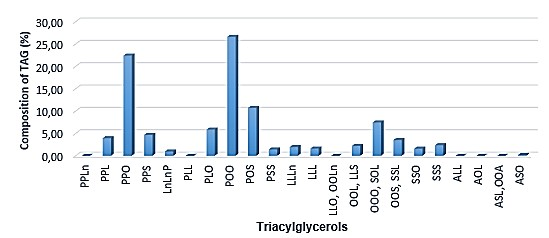 Composition of TAG (%)
30,00
25,00
20,00
15,00
10,00
5,00
0,00
PPLn
PPL
PPO
PPS
LnLnP
PLL
PLO
POO
POS
PSS
LLLn
LLL
LLO, OOLn
OOL, LLS
OOO, SOL
OOS, SSL
SSO
SSS
ALL
AOL
ASL,OOA
ASO
Triacylglycerols